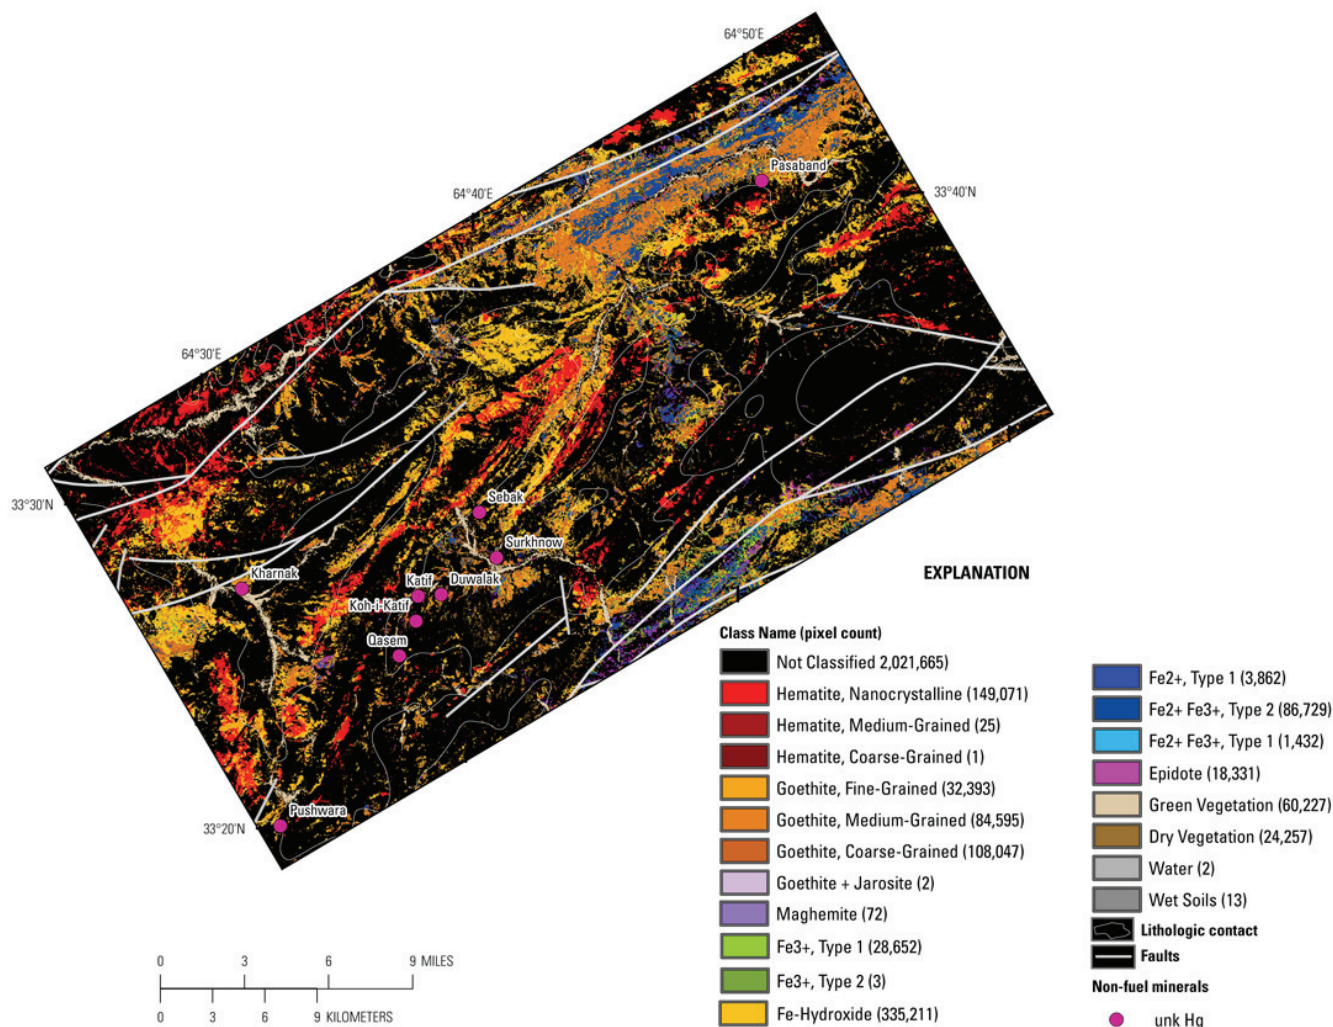 64°50'E
Pasaband
64°40'E
33°40'N
64°30'E
33°30'N
Sebak
Surkhnow
Kharnak
Katif
Duwalak
Koh-i-Katif
Qasem
Pushwara
33°20'N
0 3 6 9 MILES
0 3 6 9 KILOMETERS
EXPLANATION
Class Name (pixel count)
Not Classified 2,021,665)
Hematite, Nanocrystalline (149,071)
Hematite, Medium-Grained (25)
Hematite, Coarse-Grained (1)
Goethite, Fine-Grained (32,393)
Goethite, Medium-Grained (84,595)
Goethite, Coarse-Grained (108,047)
Goethite + Jarosite (2)
Maghemite (72)
Fe3+, Type 1 (28,652)
Fe3+, Type 2 (3)
Fe-Hydroxide (335,211)
Fe2+, Type 1 (3,862)
Fe2+ Fe3+, Type 2 (86,729)
Fe2+ Fe3+, Type 1 (1,432)
Epidote (18,331)
Green Vegetation (60,227)
Dry Vegetation (24,257)
Water (2)
Wet Soils (13)
Lithologic contact
Faults
Non-fuel minerals
unk Hg